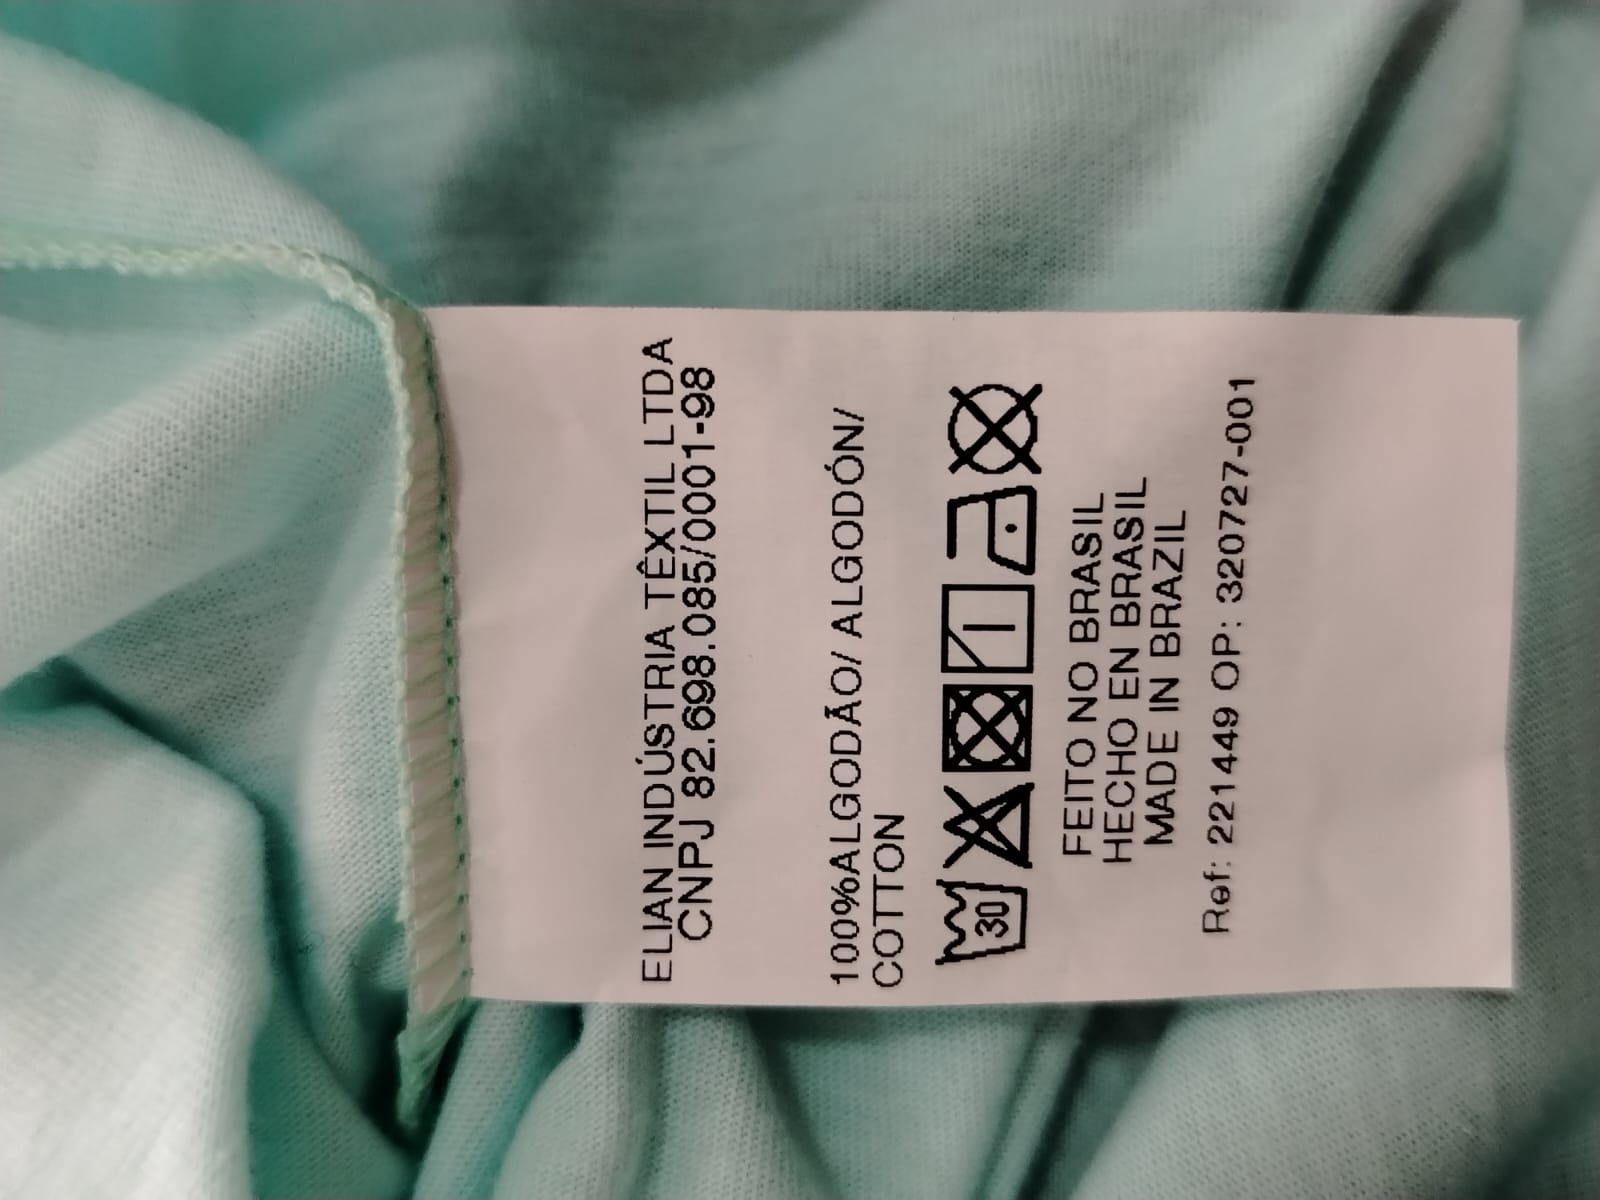 ELIAN INDÚSTRIA TÊXTIL LTDA
CNPJ 82.698.085/0001-98
100%ALGODÃO/ ALGODÓN/
COTTON
30
FEITO NO BRASIL
HECHO EN BRASIL
MADE IN BRAZIL
Ref: 221449 OP: 320727-001